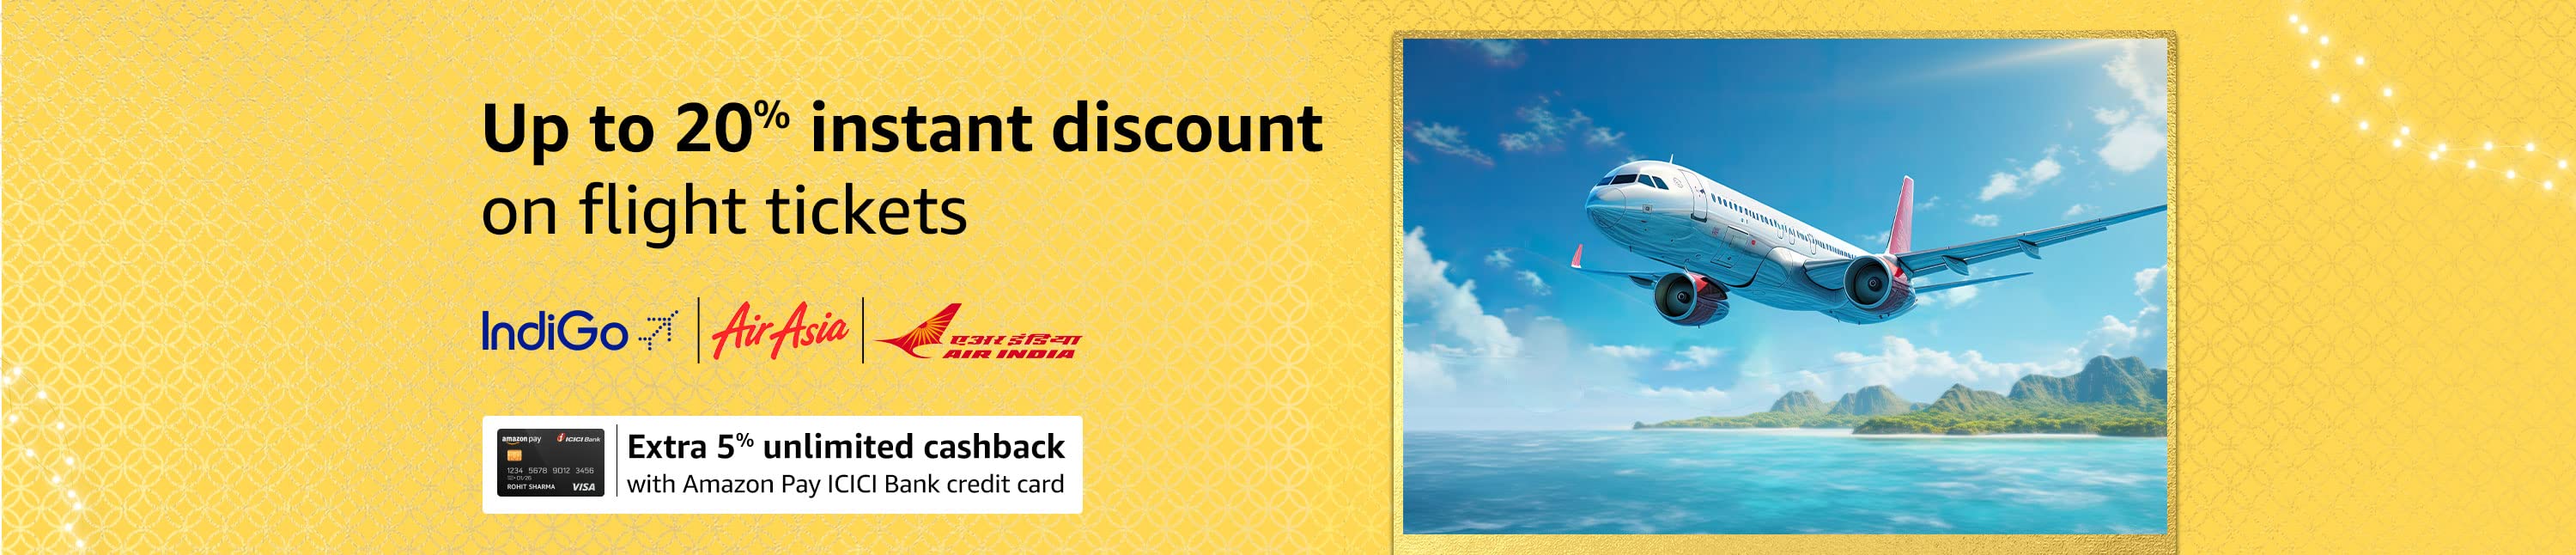 Up to 20% instant discount
on flight tickets
IndiGo
AirAsia
एअर इंडिया
AIR INDIA
amazon pay
ICICI Bank
1234 5678 9012 3456
ROHIT SHARMA
VISA
Extra 5% unlimited cashback
with Amazon Pay ICICI Bank credit card